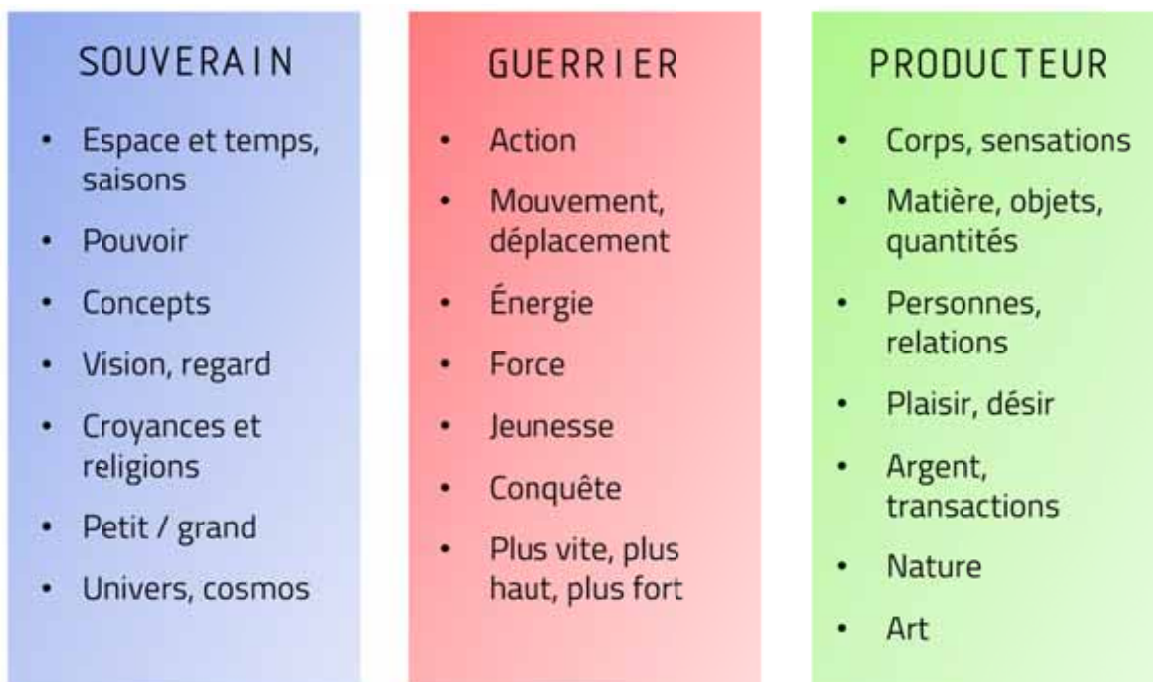 SOUVERAIN
• Espace et temps,
saisons
• Pouvoir
• Concepts
• Vision, regard
• Croyances et
religions
• Petit / grand
• Univers, cosmos
GUERRIER
• Action
• Mouvement,
déplacement
• Énergie
• Force
• Jeunesse
• Conquête
• Plus vite, plus
haut, plus fort
PRODUCTEUR
• Corps, sensations
• Matière, objets,
quantités
• Personnes,
relations
• Plaisir, désir
• Argent,
transactions
• Nature
• Art